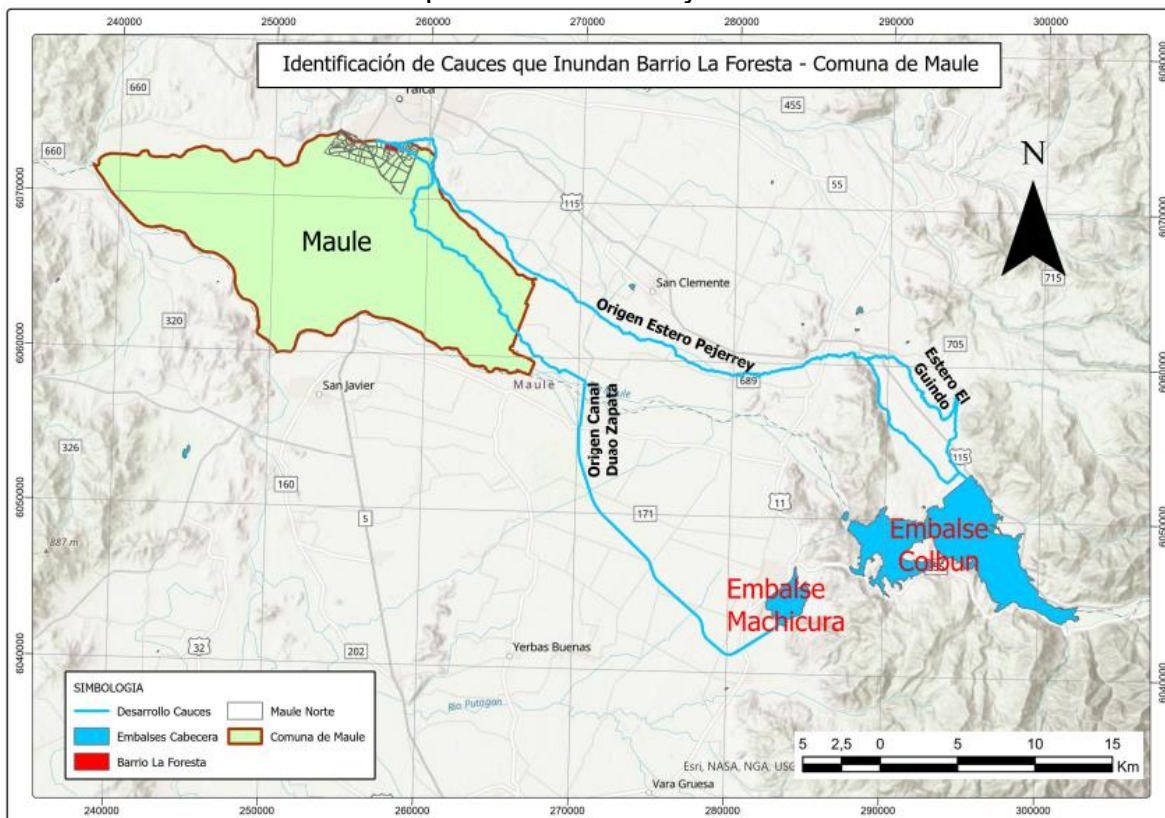 240000 250000 260000 270000 280000 290000 300000
Identificación de Cauces que Inundan Barrio La Foresta - Comuna de Maule
6080000
660
Talca
455
660
55
N
6070000
115
6070000
Maule
San Clemente
715
Origen Estero Pejerrey
320
705
6060000
Estero El
Guindo
6060000
689
San Javier
Maule
Maule
Origen Canal
Duao Zapata
326
115
160
11
6050000
5
171
6050000
887 m
Embalse
Colbun
Embalse
Machicura
32
202
Yerbas Buenas
6040000
6040000
SIMBOLOGIA
Desarrollo Cauces
Maule Norte
Rio Putagan
Embalses Cabecera
Comuna de Maule
Barrio La Foresta
5 2,5 0 5 10 15
Km
Esri, NASA, NGA, USG
Vara Gruesa
240000 250000 260000 270000 280000 290000 300000